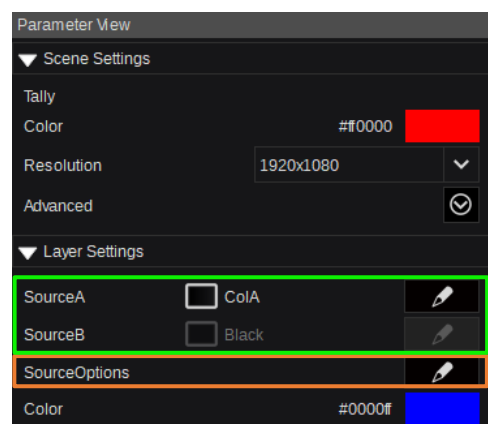 Parameter View
Scene Settings
Tally
Color #ff0000
Resolution 1920x1080
Advanced
Layer Settings
SourceA ColA
SourceB Black
SourceOptions
Color #0000ff